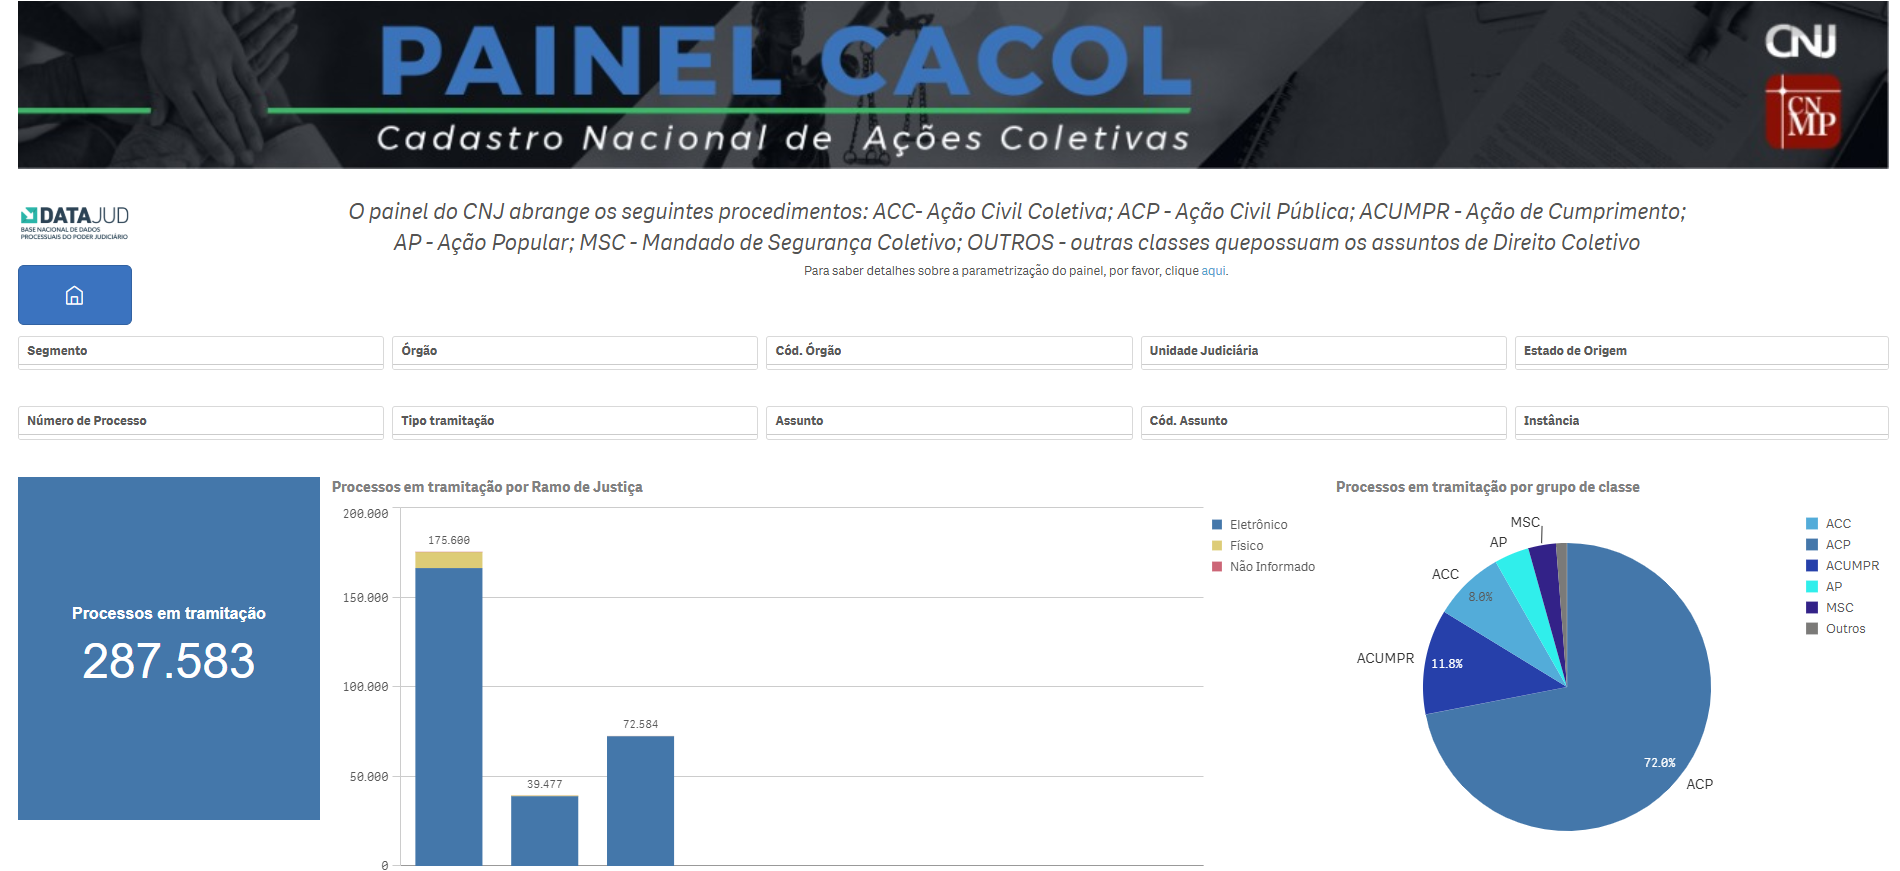 PAINEL CACOL
Cadastro Nacional de Ações Coletivas
CNJ
CN
MP
DATAJUD
BASE NACIONAL DE DADOS
PROCESSUAIS DO PODER JUDICIÁRIO
O painel do CNJ abrange os seguintes procedimentos: ACC- Ação Civil Coletiva; ACP - Ação Civil Pública; ACUMPR - Ação de Cumprimento;
AP - Ação Popular; MSC - Mandado de Segurança Coletivo; OUTROS - outras classes quepossuam os assuntos de Direito Coletivo
Para saber detalhes sobre a parametrização do painel, por favor, clique aqui.
Segmento
Órgão
Cód. Órgão
Unidade Judiciária
Estado de Origem
Número de Processo
Tipo tramitação
Assunto
Cód. Assunto
Instância
Processos em tramitação
287.583
Processos em tramitação por Ramo de Justiça
200.000
150.000
100.000
50.000
0
175.600
39.477
72.584
Eletrônico
Físico
Não Informado
Processos em tramitação por grupo de classe
MSC
AP
ACC
8.0%
ACUMPR
11.8%
72.0%
ACP
ACC
ACP
ACUMPR
AP
MSC
Outros